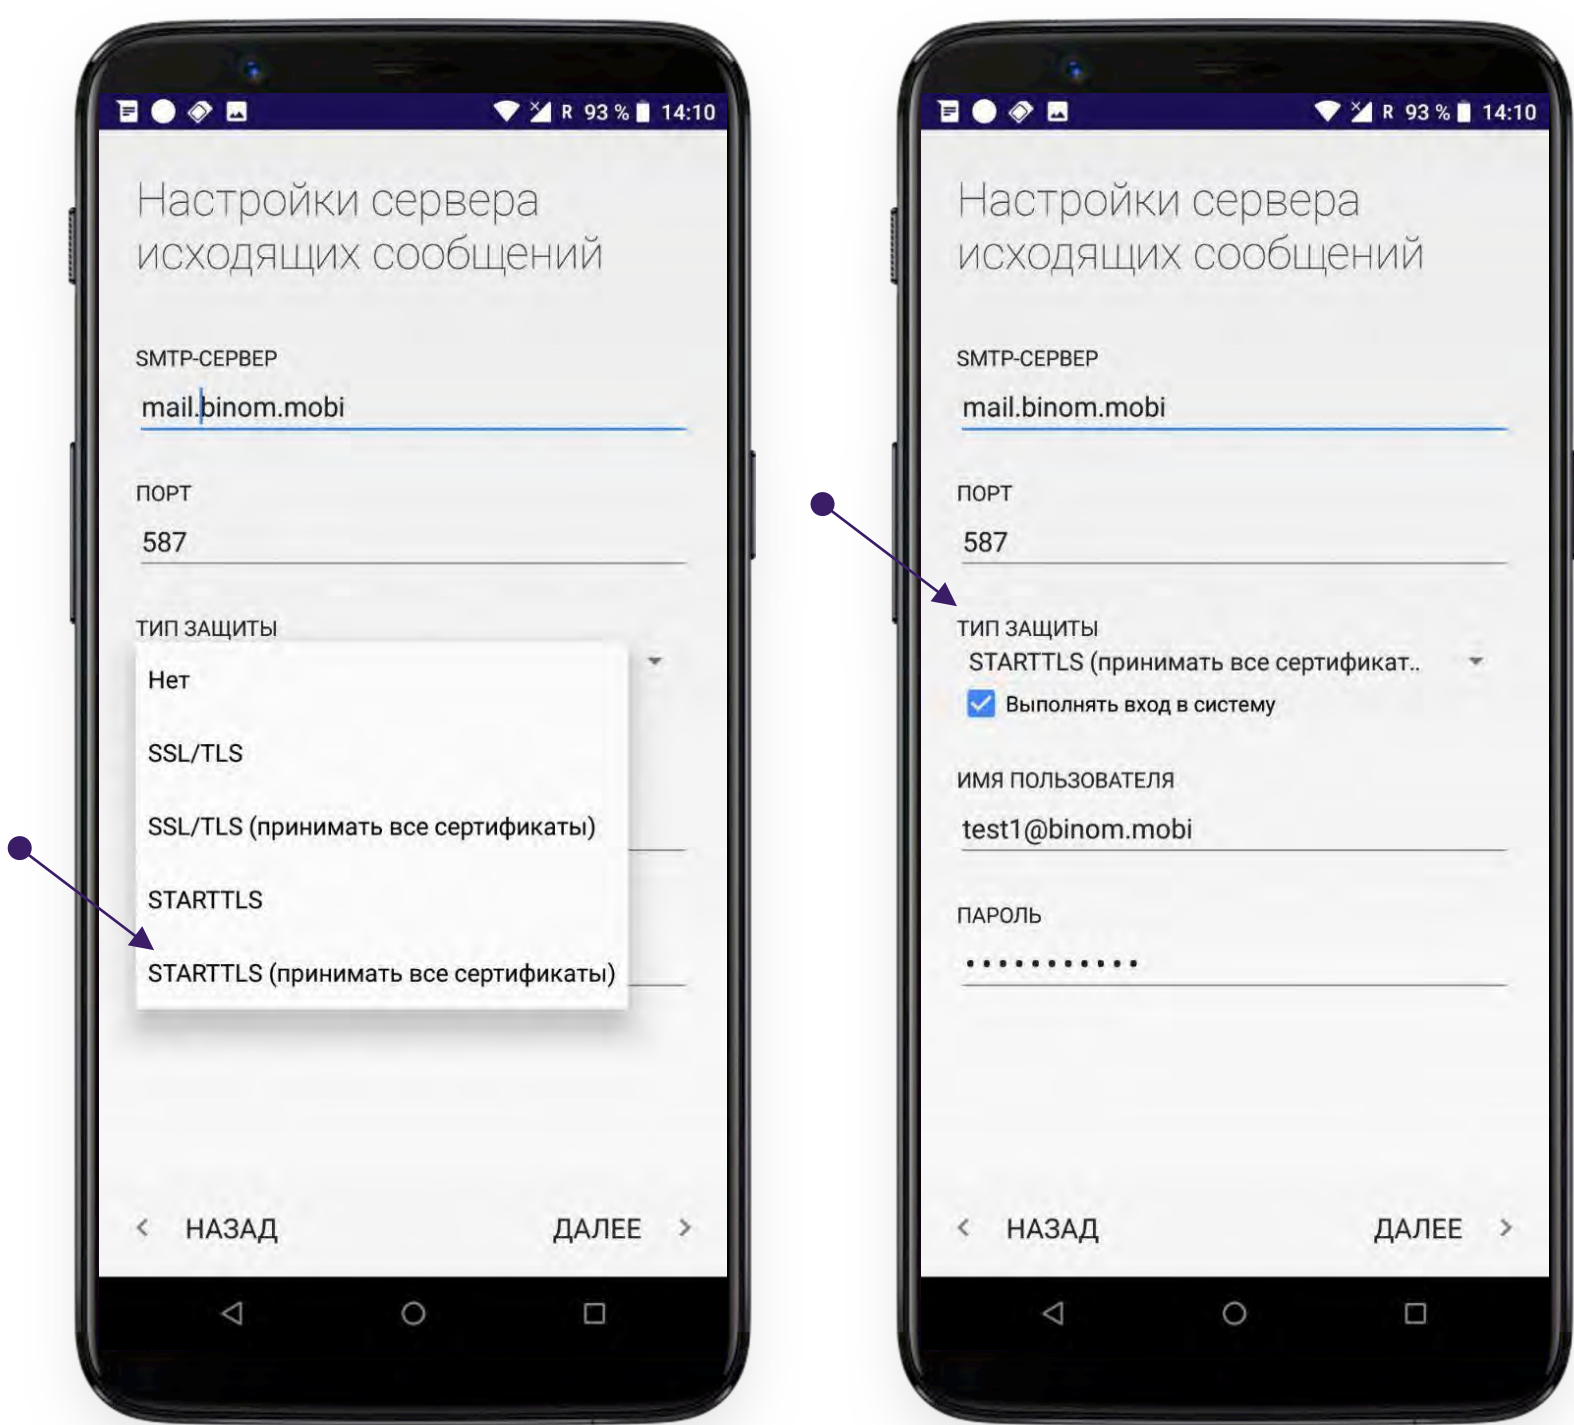 R 93 % 14:10
Настройки сервера
исходящих сообщений
SMTP-СЕРВЕР
mail.binom.mobi
ПОРТ
587
ТИП ЗАЩИТЫ
Нет
SSL/TLS
SSL/TLS (принимать все сертификаты)
STARTTLS
STARTTLS (принимать все сертификаты)
НАЗАД ДАЛЕЕ
R 93 % 14:10
Настройки сервера
исходящих сообщений
SMTP-СЕРВЕР
mail.binom.mobi
ПОРТ
587
ТИП ЗАЩИТЫ
STARTTLS (принимать все сертификат..
Выполнять вход в систему
ИМЯ ПОЛЬЗОВАТЕЛЯ
test1@binom.mobi
ПАРОЛЬ
•••••••••••
НАЗАД ДАЛЕЕ